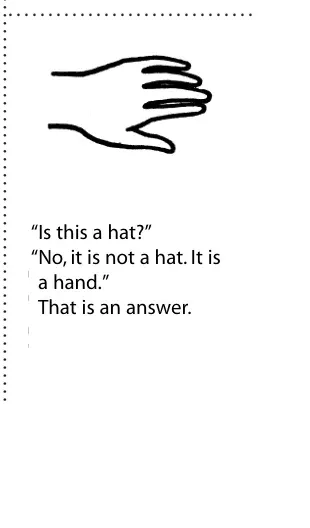 “Is this a hat?”
“No, it is not a hat. It is
a hand.”
That is an answer.